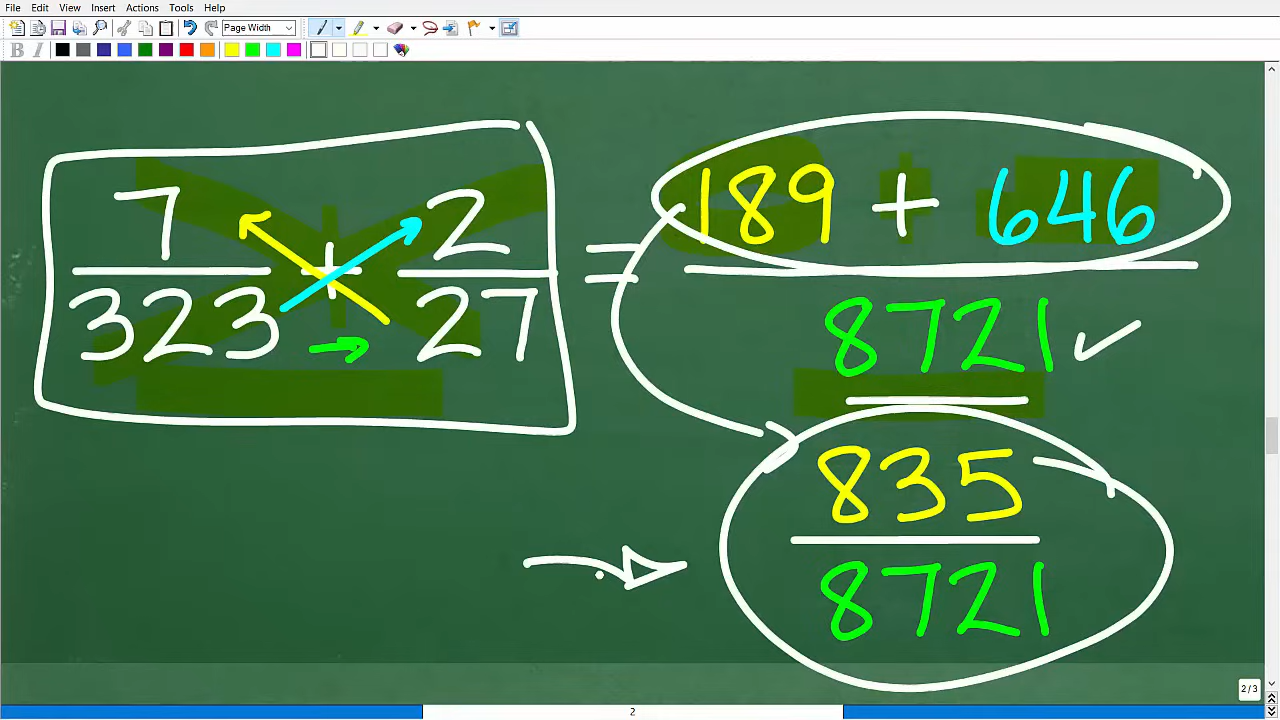 File Edit View Insert Actions Tools Help
Page Width
B I
7/323 + 2/27 = (189 + 646)/8721
835/8721
2/3
2